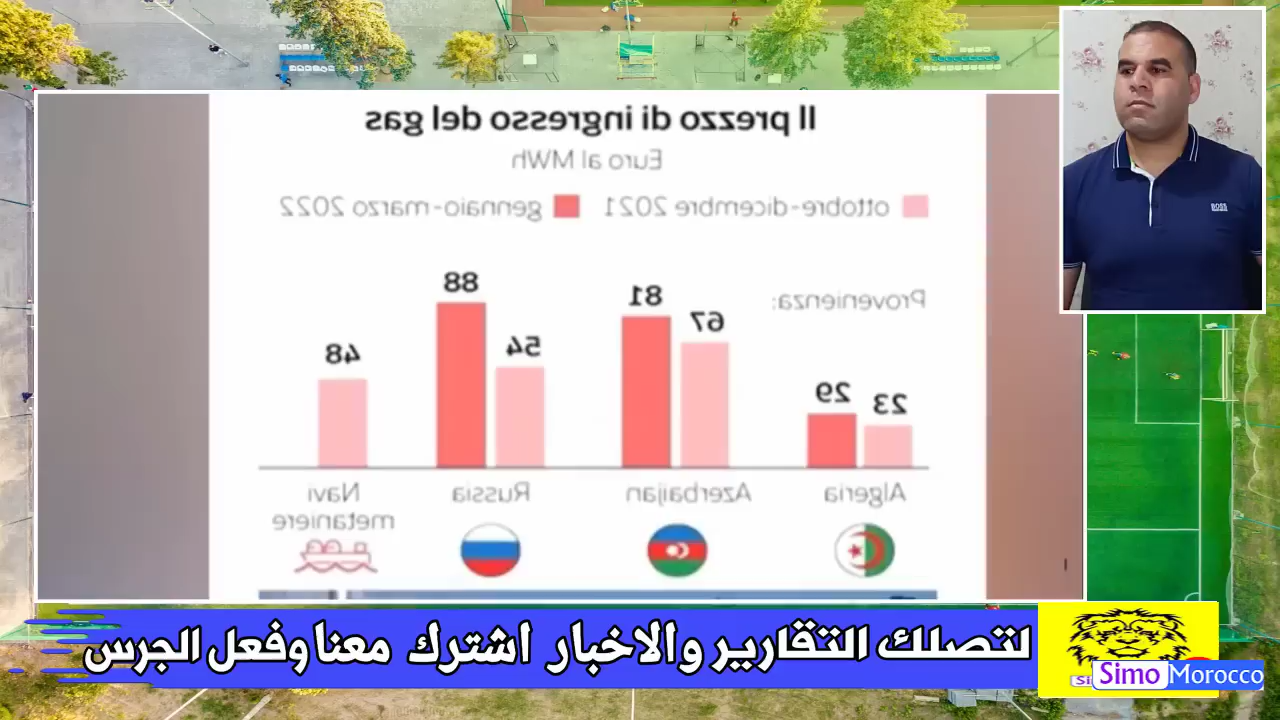 Il prezzo di ingresso del gas
Euro al MWh
ottobre-dicembre 2021 gennaio-marzo 2022
Provenienza:
23 29 67 81 54 88 48
Algeria Azerbaijan Russia Navi metaniere
BOSS
لتصلك التقارير والاخبار اشترك معنا وفعل الجرس
Simo Morocco